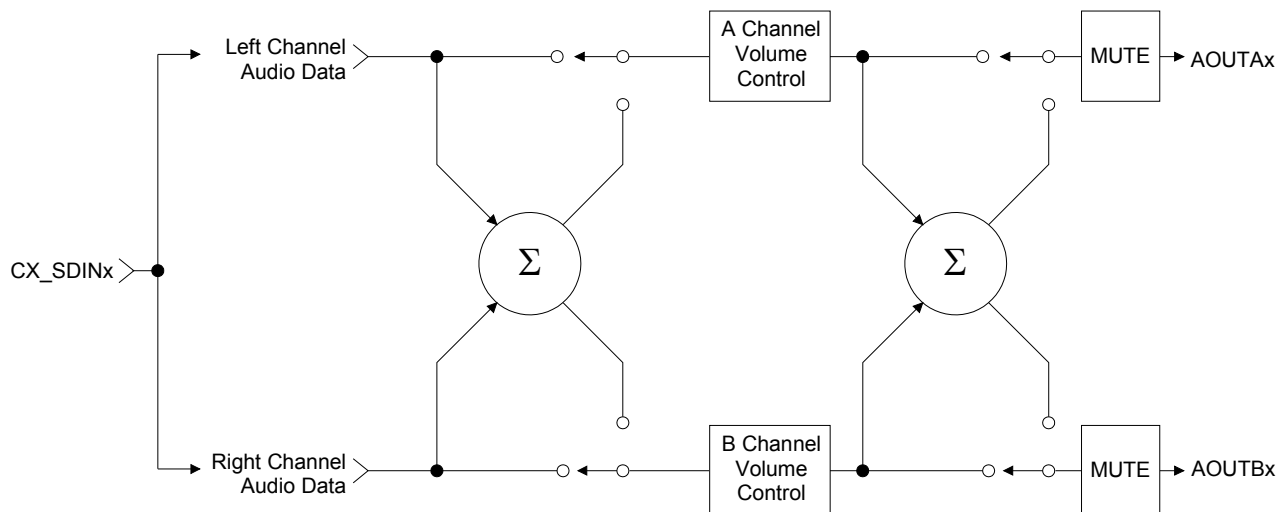 CX_SDINx
Left Channel
Audio Data
A Channel
Volume
Control
MUTE
AOUTAx
Σ
Σ
Right Channel
Audio Data
B Channel
Volume
Control
MUTE
AOUTBx